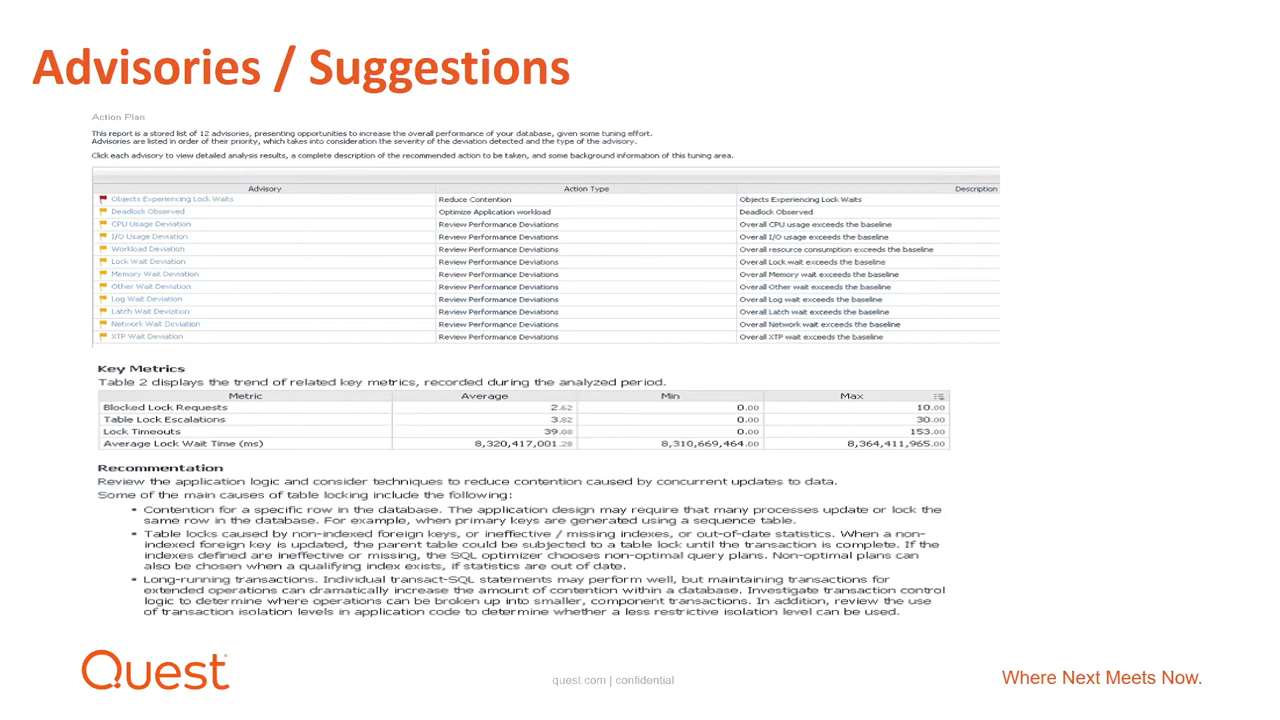 Advisories / Suggestions
Action Plan
This report is a stored list of 12 advisories, presenting opportunities to increase the overall performance of your database, given some tuning effort.
Advisories are listed in order of their priority, which takes into consideration the severity of the deviation detected and the type of the advisory.
Click each advisory to view detailed analysis results, a complete description of the recommended action to be taken, and some background information of this tuning area.
Advisory Action Type Description
Objects Experiencing Lock Waits Reduce Contention Objects Experiencing Lock Waits
Deadlock Observed Optimize Application workload Deadlock Observed
CPU Usage Deviation Review Performance Deviations Overall CPU usage exceeds the baseline
I/O Usage Deviation Review Performance Deviations Overall I/O usage exceeds the baseline
Workload Deviation Review Performance Deviations Overall resource consumption exceeds the baseline
Lock Wait Deviation Review Performance Deviations Overall Lock wait exceeds the baseline
Memory Wait Deviation Review Performance Deviations Overall Memory wait exceeds the baseline
Other Wait Deviation Review Performance Deviations Overall Other wait exceeds the baseline
Log Wait Deviation Review Performance Deviations Overall Log wait exceeds the baseline
Latch Wait Deviation Review Performance Deviations Overall Latch wait exceeds the baseline
Network Wait Deviation Review Performance Deviations Overall Network wait exceeds the baseline
XTP Wait Deviation Review Performance Deviations Overall XTP wait exceeds the baseline
Key Metrics
Table 2 displays the trend of related key metrics, recorded during the analyzed period.
Metric Average Min Max
Blocked Lock Requests 2.62 0.00 10.00
Table Lock Escalations 3.82 0.00 30.00
Lock Timeouts 39.08 0.00 153.00
Average Lock Wait Time (ms) 8,320,417,001.28 8,310,669,464.00 8,364,411,965.00
Recommentation
Review the application logic and consider techniques to reduce contention caused by concurrent updates to data.
Some of the main causes of table locking include the following:
• Contention for a specific row in the database. The application design may require that many processes update or lock the
same row in the database. For example, when primary keys are generated using a sequence table.
• Table locks caused by non-indexed foreign keys, or ineffective / missing indexes, or out-of-date statistics. When a non-
indexed foreign key is updated, the parent table could be subjected to a table lock until the transaction is complete. If the
indexes defined are ineffective or missing, the SQL optimizer chooses non-optimal query plans. Non-optimal plans can
also be chosen when a qualifying index exists, if statistics are out of date.
• Long-running transactions. Individual transact-SQL statements may perform well, but maintaining transactions for
extended operations can dramatically increase the amount of contention within a database. Investigate transaction control
logic to determine where operations can be broken up into smaller, component transactions. In addition, review the use
of transaction isolation levels in application code to determine whether a less restrictive isolation level can be used.
Quest
quest.com | confidential
Where Next Meets Now.